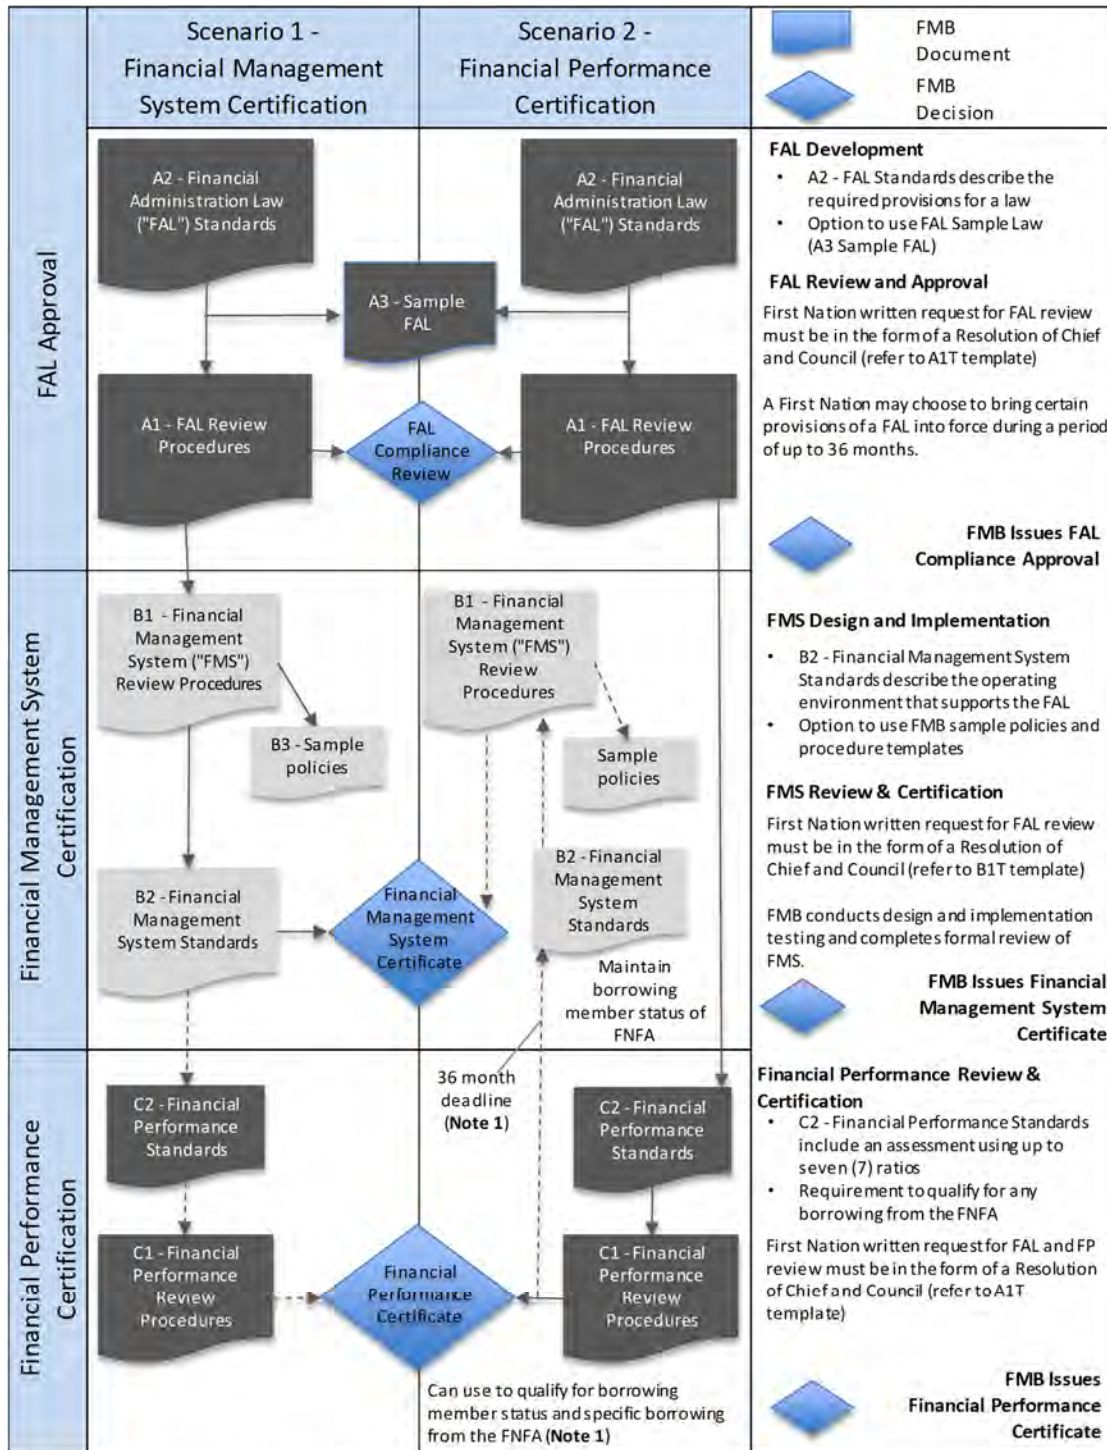 Scenario 1 -
Financial Management
System Certification
Scenario 2 -
Financial Performance
Certification
FMB
Document
FMB
Decision
FAL Approval
A2 - Financial
Administration Law
("FAL") Standards
A2 - Financial
Administration Law
("FAL") Standards
A3 - Sample
FAL
A1 - FAL Review
Procedures
FAL
Compliance
Review
A1 - FAL Review
Procedures
FAL Development
• A2 - FAL Standards describe the
required provisions for a law
• Option to use FAL Sample Law
(A3 Sample FAL)
FAL Review and Approval
First Nation written request for FAL review
must be in the form of a Resolution of Chief
and Council (refer to A1T template)
A First Nation may choose to bring certain
provisions of a FAL into force during a period
of up to 36 months.
FMB Issues FAL
Compliance Approval
Financial Management System
Certification
B1 - Financial
Management
System ("FMS")
Review Procedures
B3 - Sample
policies
B2 - Financial
Management
System Standards
Financial
Management
System
Certificate
B1 - Financial
Management
System ("FMS")
Review
Procedures
Sample
policies
B2 - Financial
Management
System
Standards
Maintain
borrowing
member status of
FNFA
FMS Design and Implementation
• B2 - Financial Management System
Standards describe the operating
environment that supports the FAL
• Option to use FMB sample policies and
procedure templates
FMS Review & Certification
First Nation written request for FAL review
must be in the form of a Resolution of
Chief and Council (refer to B1T template)
FMB conducts design and implementation
testing and completes formal review of
FMS.
FMB Issues Financial
Management System
Certificate
Financial Performance
Certification
C2 - Financial
Performance
Standards
C1 - Financial
Performance
Review
Procedures
36 month
deadline
(Note 1)
Financial
Performance
Certificate
C2 - Financial
Performance
Standards
C1 - Financial
Performance
Review
Procedures
Can use to qualify for borrowing
member status and specific borrowing
from the FNFA (Note 1)
Financial Performance Review &
Certification
• C2 - Financial Performance Standards
include an assessment using up to
seven (7) ratios
• Requirement to qualify for any
borrowing from the FNFA
First Nation written request for FAL and FP
review must be in the form of a Resolution
of Chief and Council (refer to A1T
template)
FMB Issues
Financial Performance
Certificate